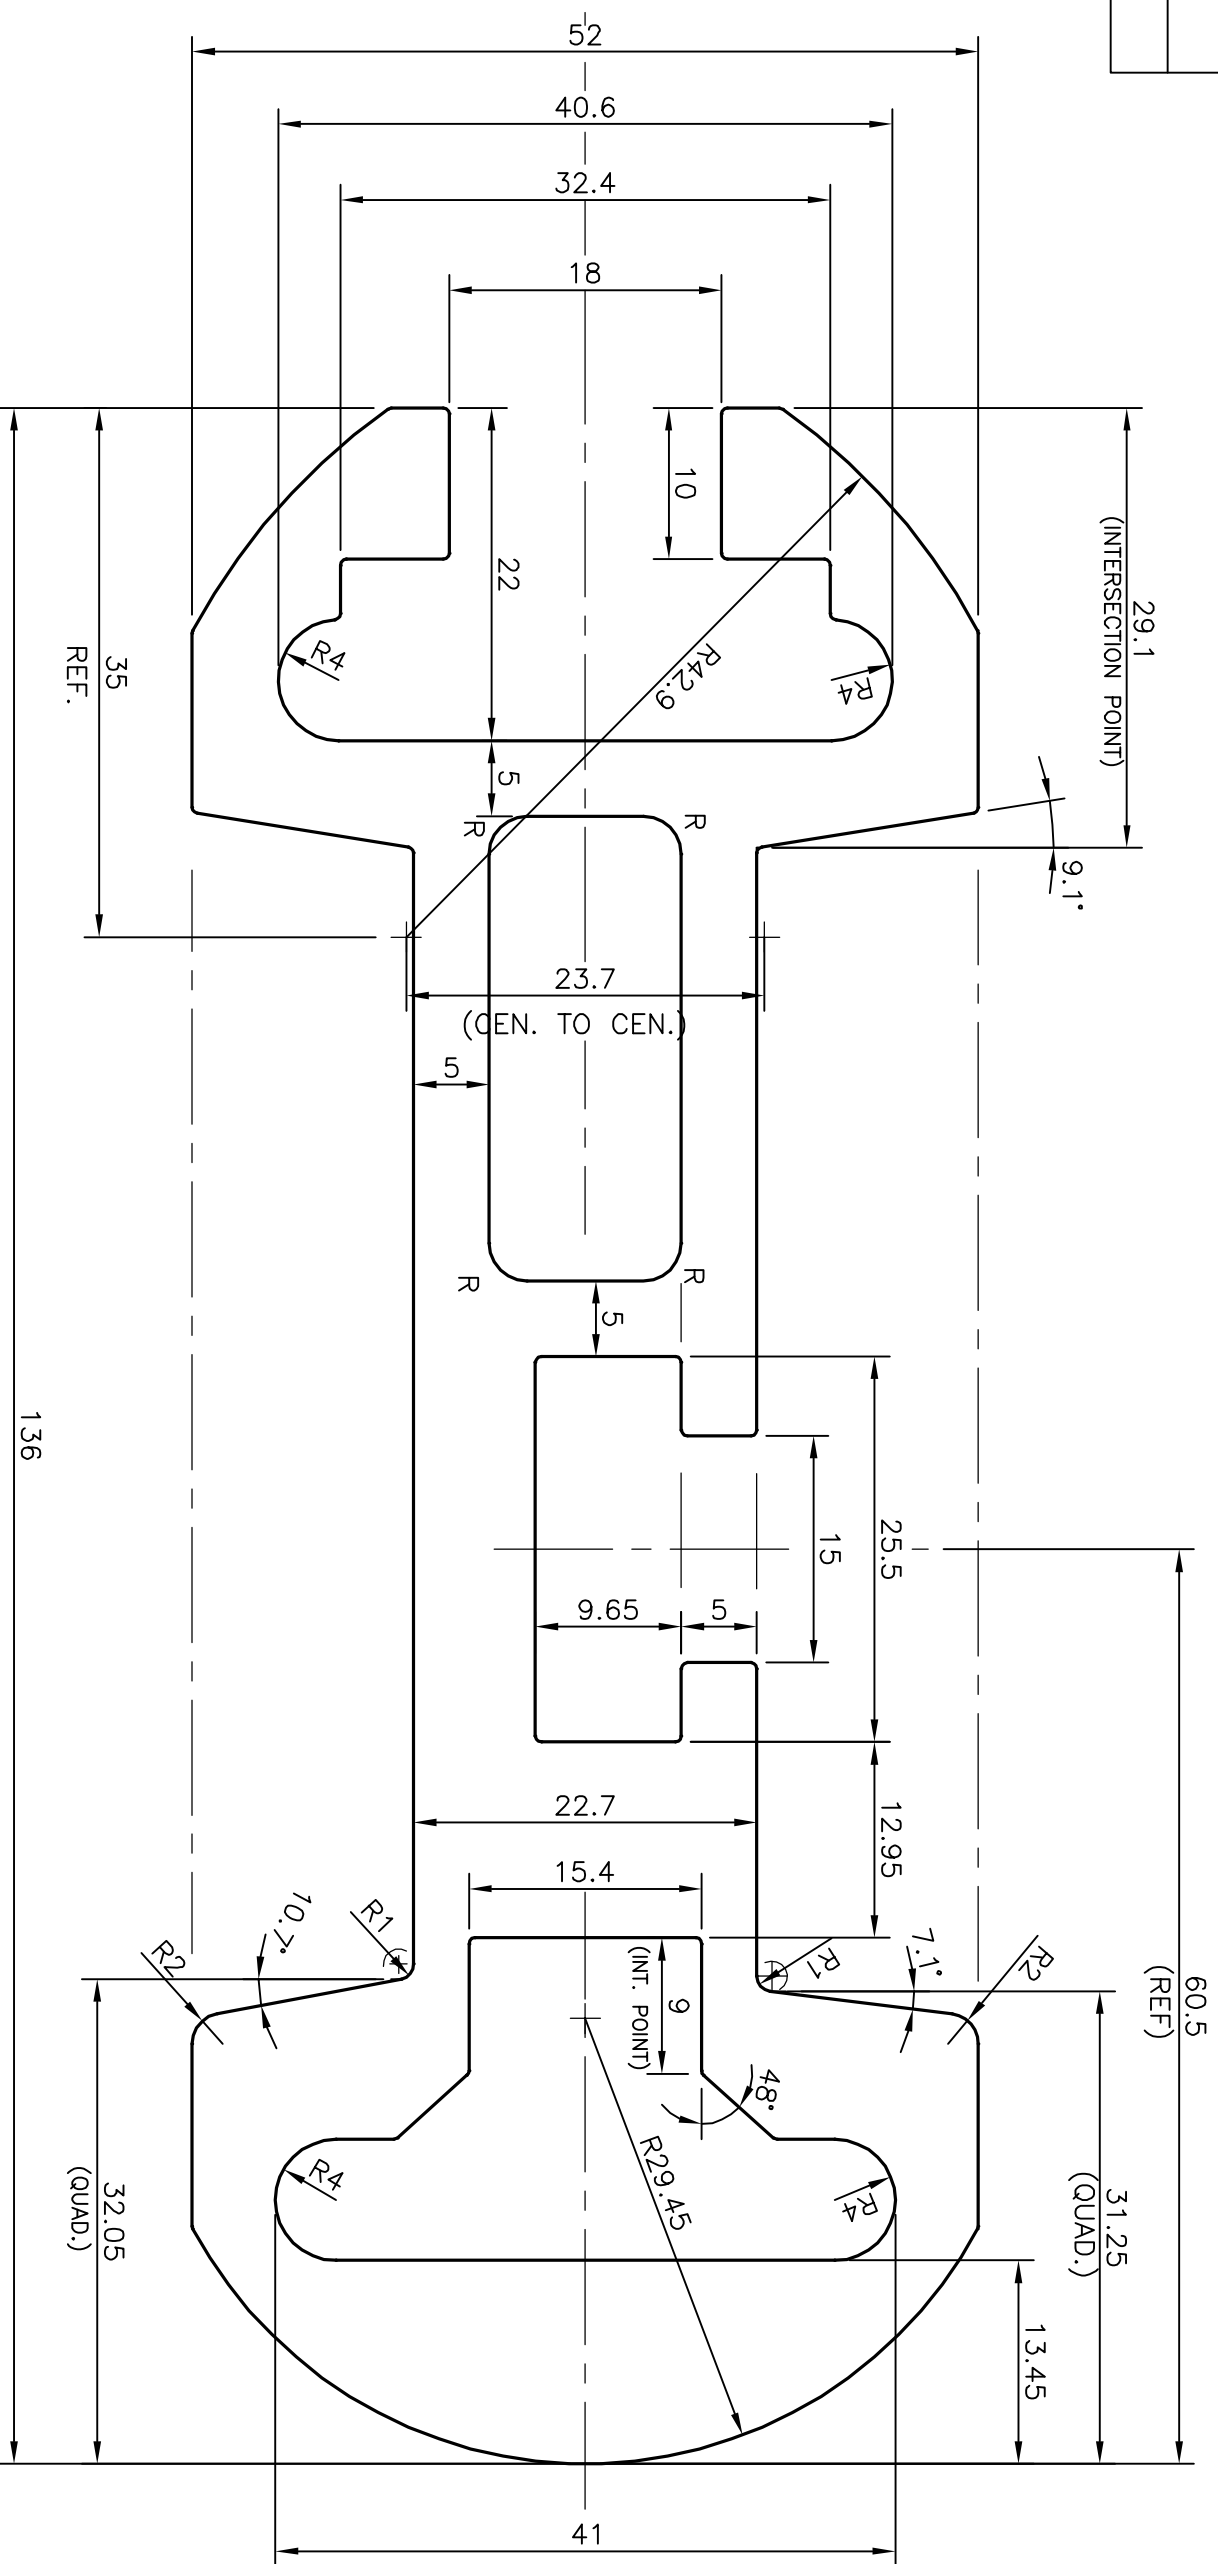 52
40.6
32.4
18
10
22
29.1
(INTERSECTION POINT)
35
REF.
R4
R4
R42.9
5
R
R
9.1°
23.7
(CEN. TO CEN.)
5
R
R
5
136
25.5
15
9.65
5
22.7
12.95
15.4
10.7°
R1
R2
R1
7.1°
R2
60.5
(REF)
9
(INT. POINT)
48°
R29.45
R4
R4
32.05
(QUAD.)
31.25
(QUAD.)
13.45
41